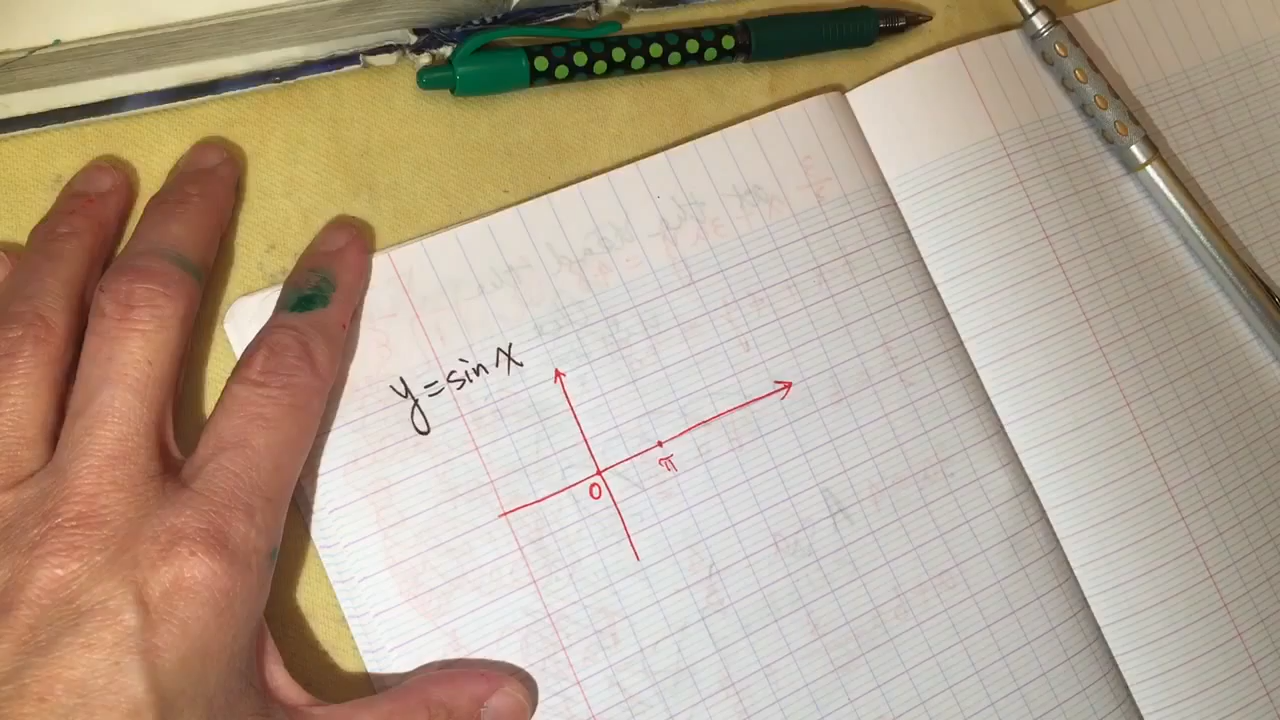 y = sin x
0
π